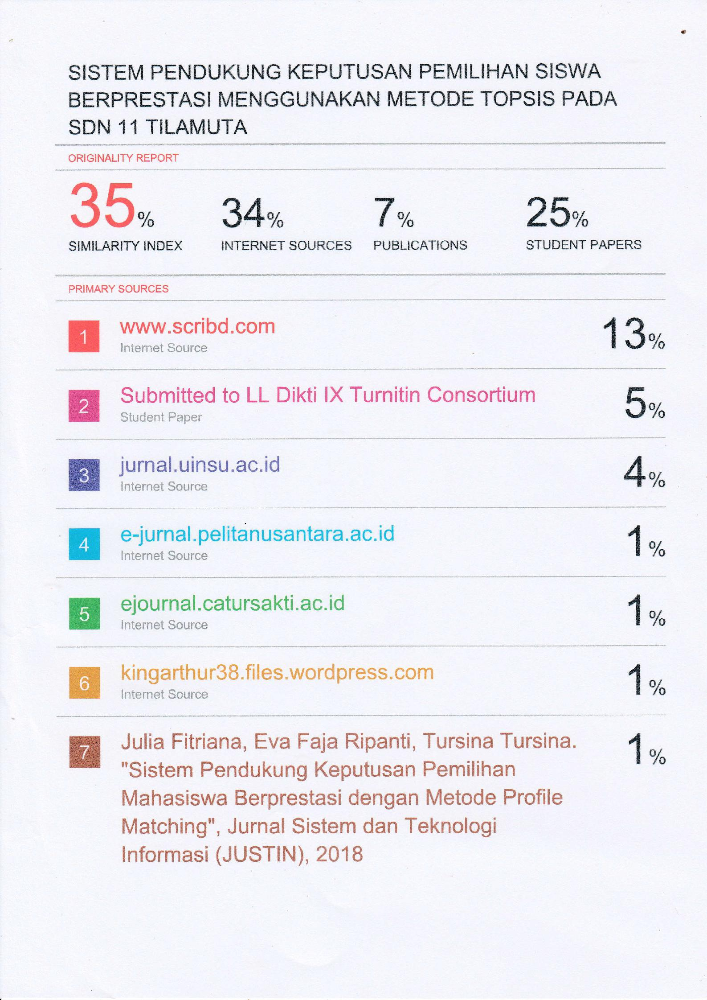 SISTEM PENDUKUNG KEPUTUSAN PEMILIHAN SISWA
BERPRESTASI MENGGUNAKAN METODE TOPSIS PADA
SDN 11 TILAMUTA
ORIGINALITY REPORT
35% 34% 7% 25%
SIMILARITY INDEX INTERNET SOURCES PUBLICATIONS STUDENT PAPERS
PRIMARY SOURCES
1 www.scribd.com 13%
Internet Source
2 Submitted to LL Dikti IX Turnitin Consortium 5%
Student Paper
3 jurnal.uinsu.ac.id 4%
Internet Source
4 e-jurnal.pelitanusantara.ac.id 1%
Internet Source
5 ejournal.catursakti.ac.id 1%
Internet Source
6 kingarthur38.files.wordpress.com 1%
Internet Source
7 Julia Fitriana, Eva Faja Ripanti, Tursina Tursina. 1%
"Sistem Pendukung Keputusan Pemilihan
Mahasiswa Berprestasi dengan Metode Profile
Matching", Jurnal Sistem dan Teknologi
Informasi (JUSTIN), 2018